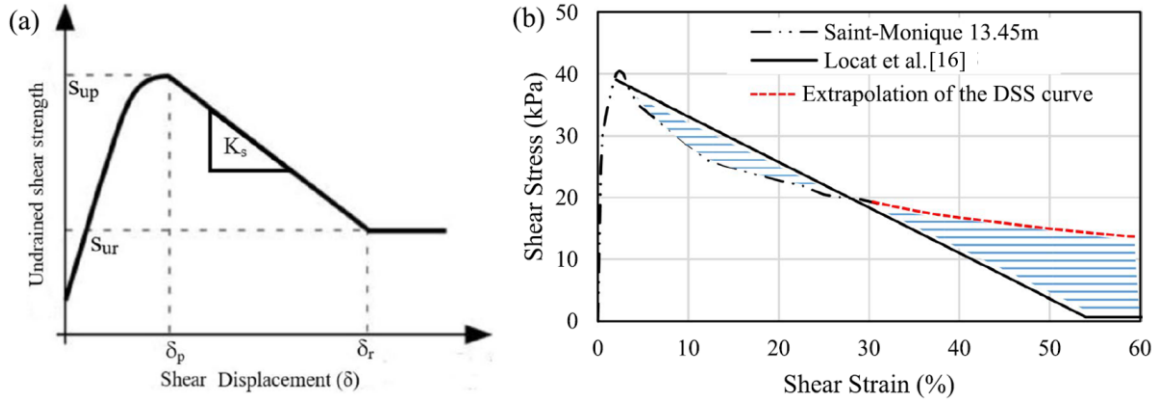 (a)
Undrained shear strength
Sup
Sur
Ks
δp
δr
Shear Displacement (δ)
(b)
Shear Stress (kPa)
50
40
30
20
10
0
Saint-Monique 13.45m
Locat et al.[16]
Extrapolation of the DSS curve
0 10 20 30 40 50 60
Shear Strain (%)